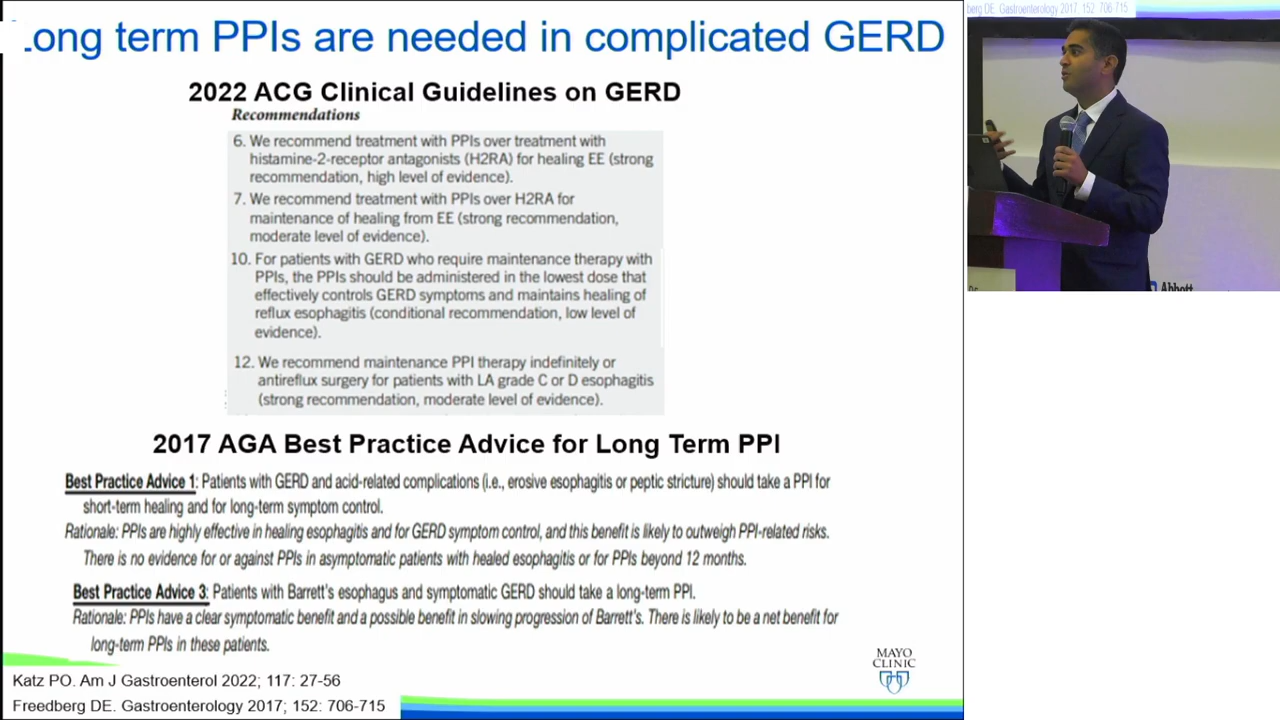 Long term PPIs are needed in complicated GERD
2022 ACG Clinical Guidelines on GERD
Recommendations
6. We recommend treatment with PPIs over treatment with
histamine-2-receptor antagonists (H2RA) for healing EE (strong
recommendation, high level of evidence).
7. We recommend treatment with PPIs over H2RA for
maintenance of healing from EE (strong recommendation,
moderate level of evidence).
10. For patients with GERD who require maintenance therapy with
PPIs, the PPIs should be administered in the lowest dose that
effectively controls GERD symptoms and maintains healing of
reflux esophagitis (conditional recommendation, low level of
evidence).
12. We recommend maintenance PPI therapy indefinitely or
antireflux surgery for patients with LA grade C or D esophagitis
(strong recommendation, moderate level of evidence).
2017 AGA Best Practice Advice for Long Term PPI
Best Practice Advice 1: Patients with GERD and acid-related complications (i.e., erosive esophagitis or peptic stricture) should take a PPI for
short-term healing and for long-term symptom control.
Rationale: PPIs are highly effective in healing esophagitis and for GERD symptom control, and this benefit is likely to outweigh PPI-related risks.
There is no evidence for or against PPIs in asymptomatic patients with healed esophagitis or for PPIs beyond 12 months.
Best Practice Advice 3: Patients with Barrett's esophagus and symptomatic GERD should take a long-term PPI.
Rationale: PPIs have a clear symptomatic benefit and a possible benefit in slowing progression of Barrett's. There is likely to be a net benefit for
long-term PPIs in these patients.
MAYO
CLINIC
Katz PO. Am J Gastroenterol 2022; 117: 27-56
Freedberg DE. Gastroenterology 2017; 152: 706-715
berg DE. Gastroenterology 2017; 152: 706-715
Abbott